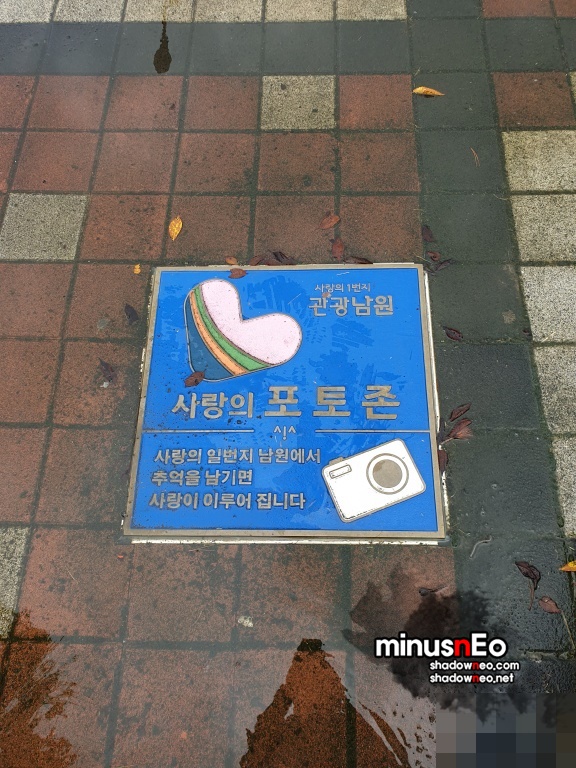 사랑의 1번지
관광남원
사랑의 포토존
사랑의 일번지 남원에서
추억을 남기면
사랑이 이루어 집니다
minusnEo
shadowneo.com
shadowneo.net